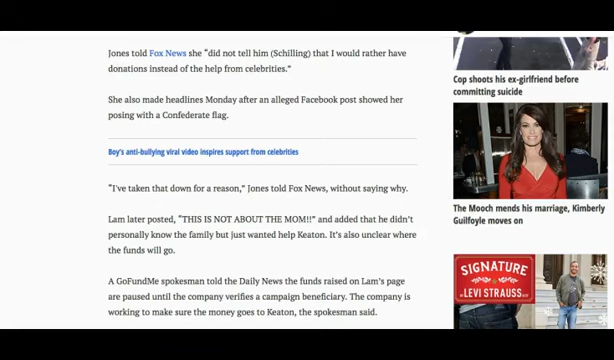 Jones told Fox News she “did not tell him (Schilling) that I would rather have
donations instead of the help from celebrities.”
She also made headlines Monday after an alleged Facebook post showed her
posing with a Confederate flag.
Boy's anti-bullying viral video inspires support from celebrities
“I've taken that down for a reason,” Jones told Fox News, without saying why.
Lam later posted, “THIS IS NOT ABOUT THE MOM!!” and added that he didn't
personally know the family but just wanted help Keaton. It's also unclear where
the funds will go.
A GoFundMe spokesman told the Daily News the funds raised on Lam's page
are paused until the company verifies a campaign beneficiary. The company is
working to make sure the money goes to Keaton, the spokesman said.
Cop shoots his ex-girlfriend before
committing suicide
The Mooch mends his marriage, Kimberly
Guilfoyle moves on
SIGNATURE
LEVI STRAUSS